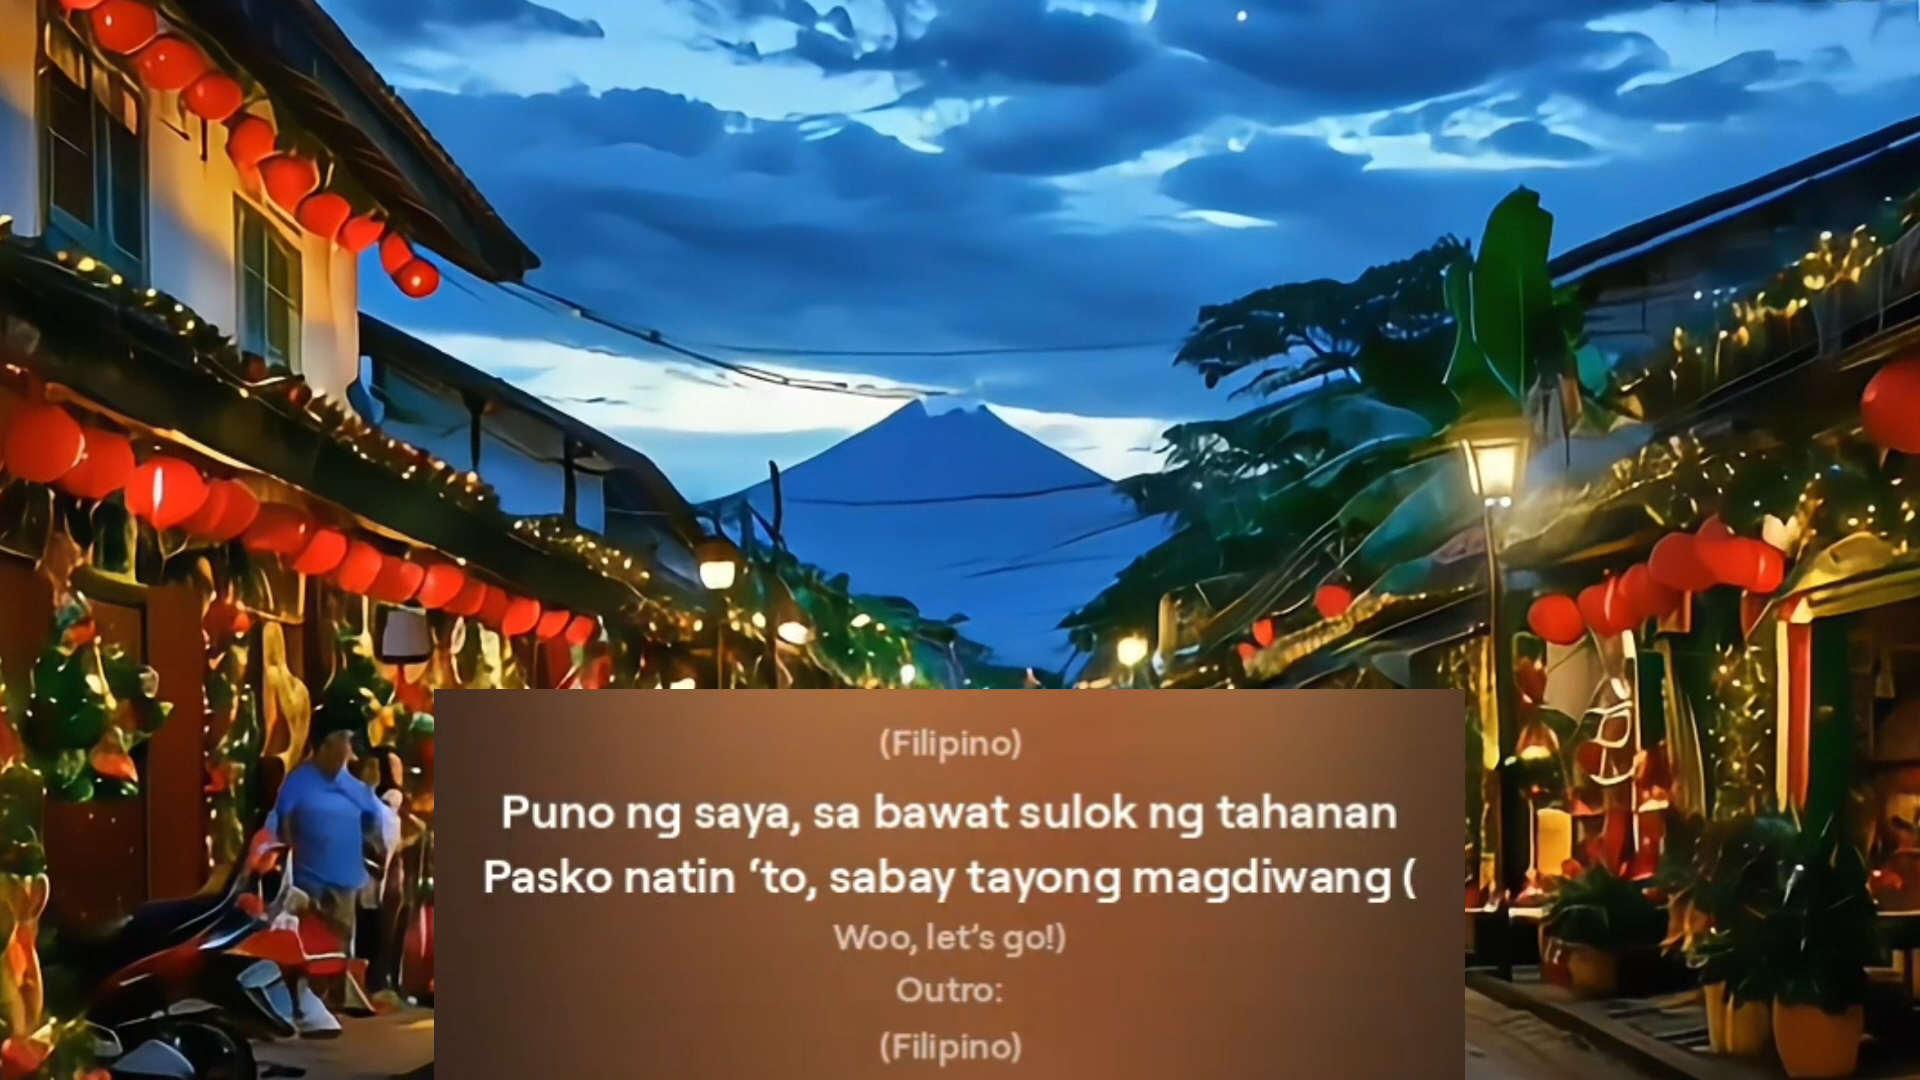 (Filipino)
Puno ng saya, sa bawat sulok ng tahanan
Pasko natin ‘to, sabay tayong magdiwang (
Woo, let’s go!)
Outro:
(Filipino)